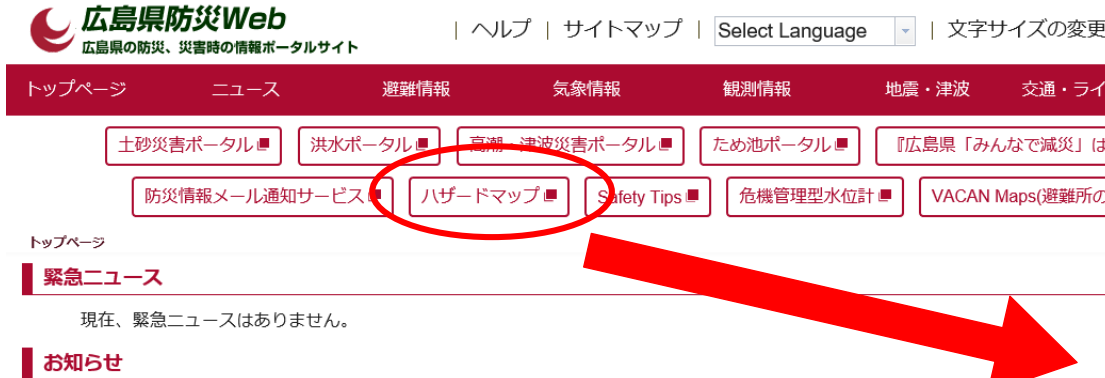 広島県防災Web
広島県の防災、災害時の情報ポータルサイト
| ヘルプ | サイトマップ | Select Language | 文字サイズの変更
トップページ ニュース 避難情報 気象情報 観測情報 地震・津波 交通・ライ
土砂災害ポータル 洪水ポータル 高潮・津波災害ポータル ため池ポータル 『広島県「みんなで減災」は
防災情報メール通知サービス ハザードマップ Safety Tips 危機管理型水位計 VACAN Maps(避難所の
トップページ
緊急ニュース
現在、緊急ニュースはありません。
お知らせ